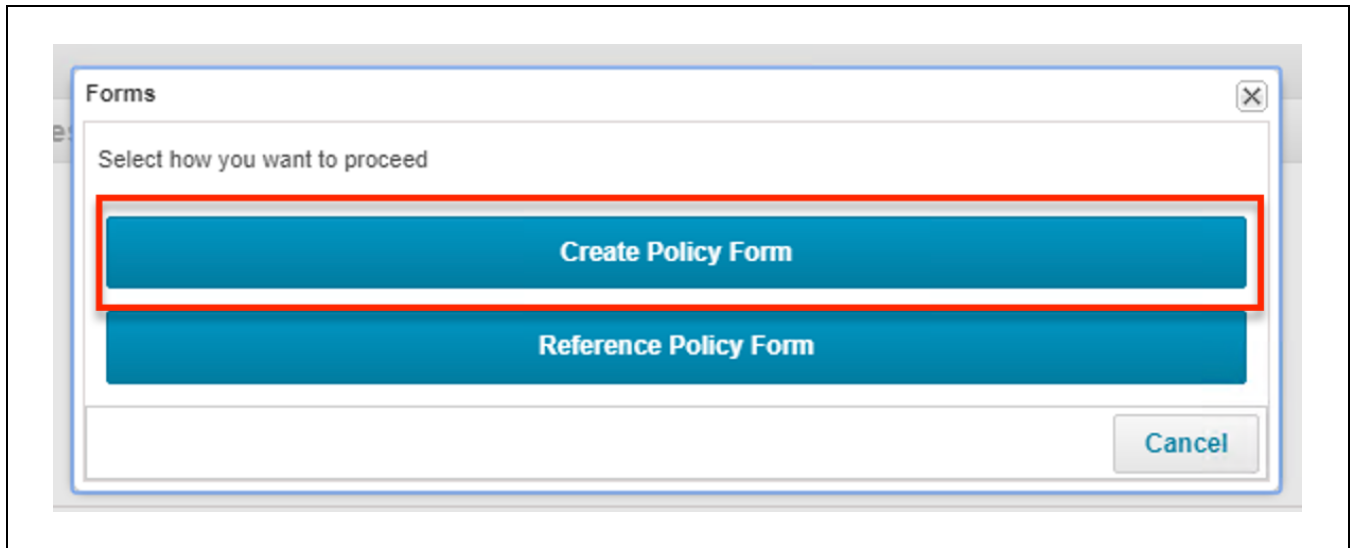 Forms
Select how you want to proceed
Create Policy Form
Reference Policy Form
Cancel